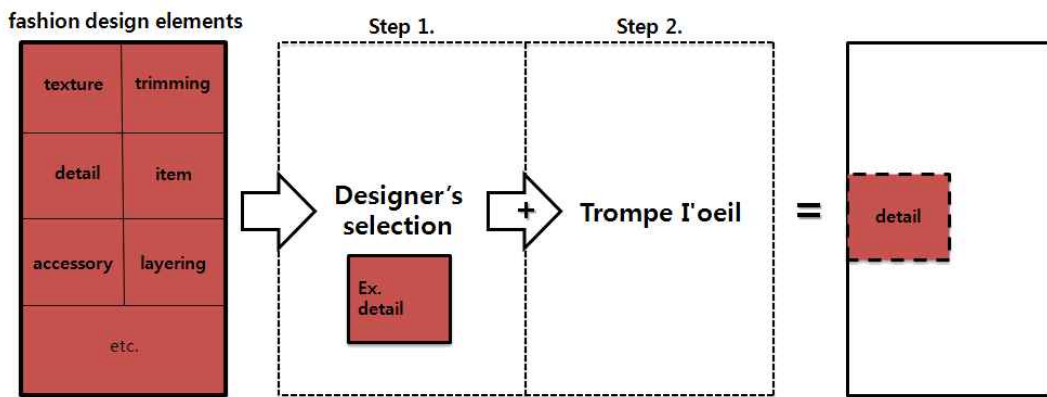 fashion design elements
texture
trimming
detail
item
accessory
layering
etc.
Step 1.
Designer's
selection
Ex.
detail
+
Step 2.
Trompe I'oeil
=
detail